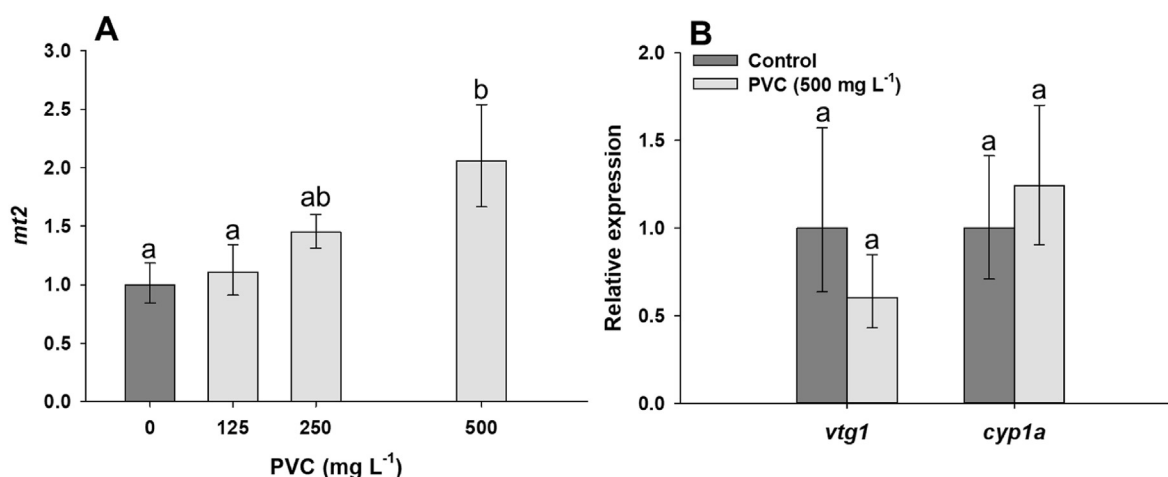 A
3.0
2.5
2.0
1.5
1.0
0.5
0.0
mt2
a
a
ab
b
0
125
250
500
PVC (mg L⁻¹)
B
2.0
1.5
1.0
0.5
0.0
Relative expression
Control
PVC (500 mg L⁻¹)
a
a
a
a
vtg1
cyp1a